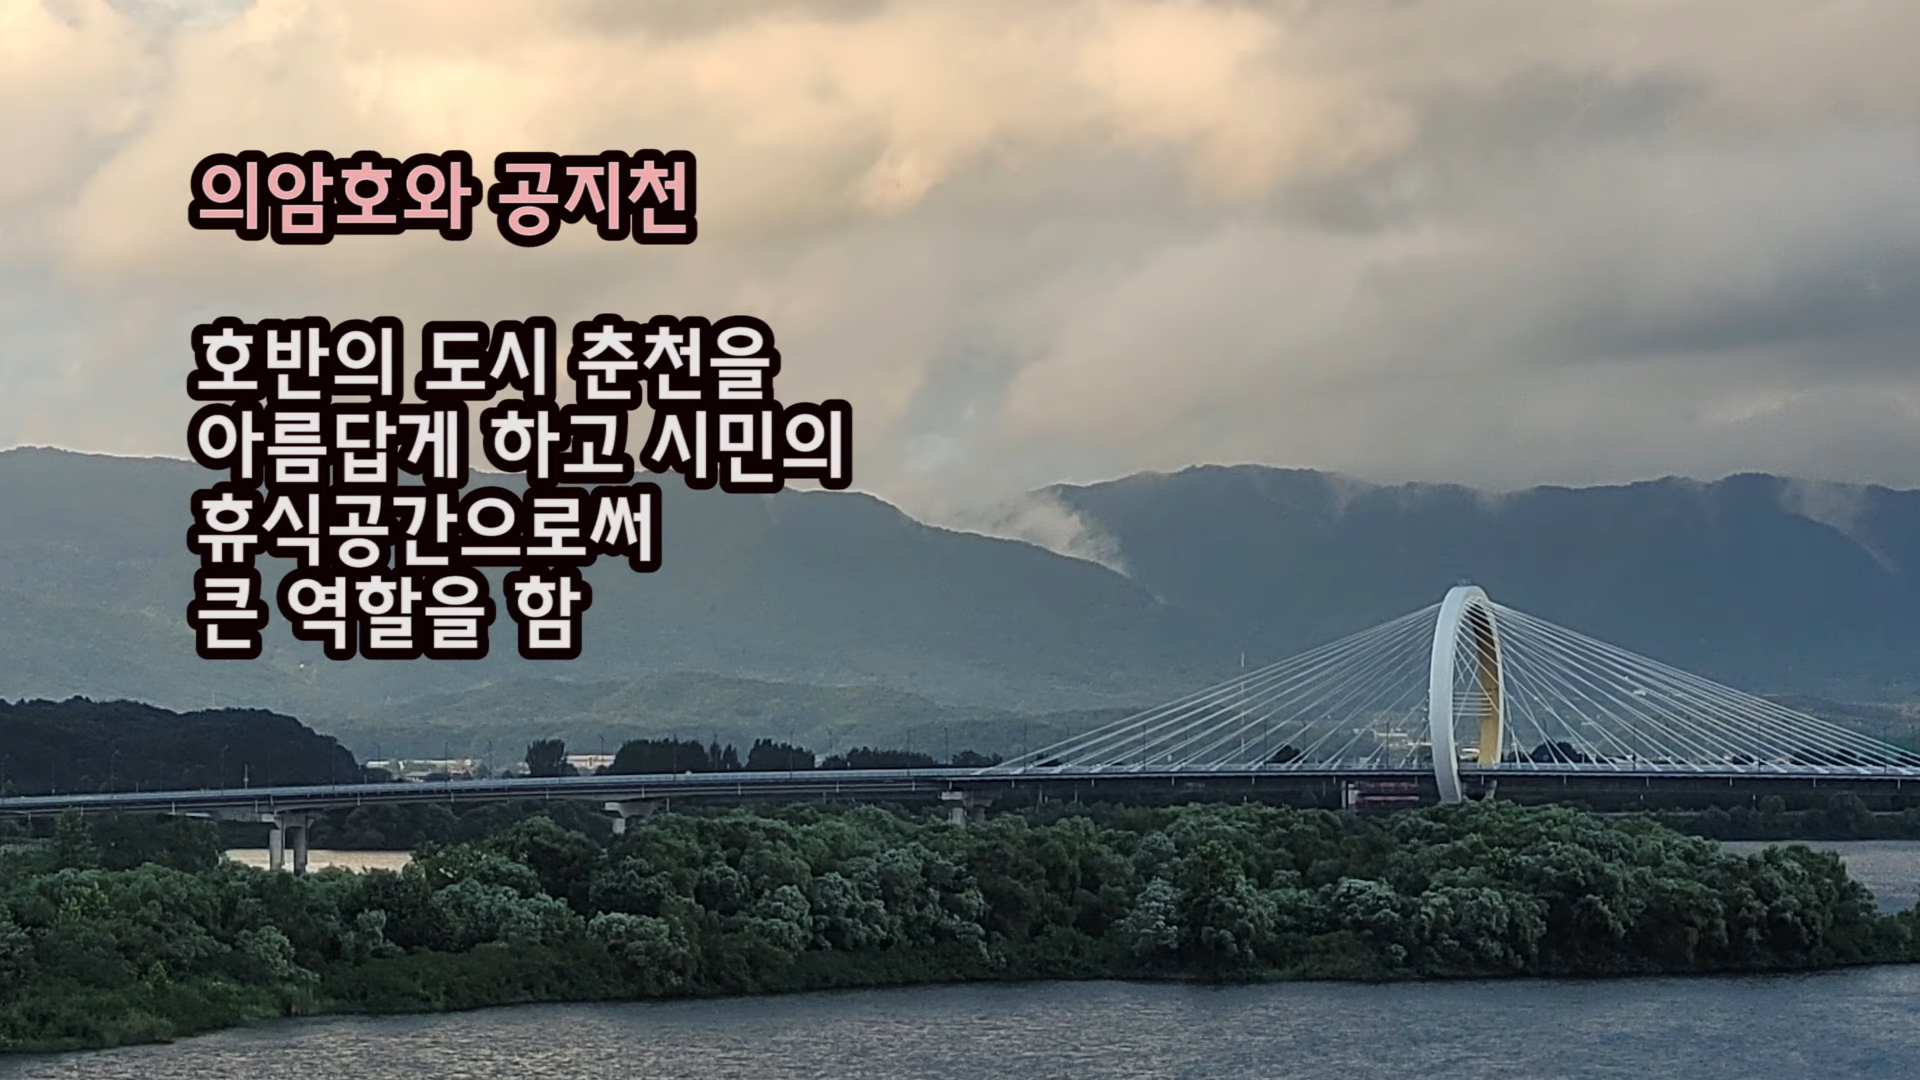 의암호와 공지천
호반의 도시 춘천을
아름답게 하고 시민의
휴식공간으로써
큰 역할을 함